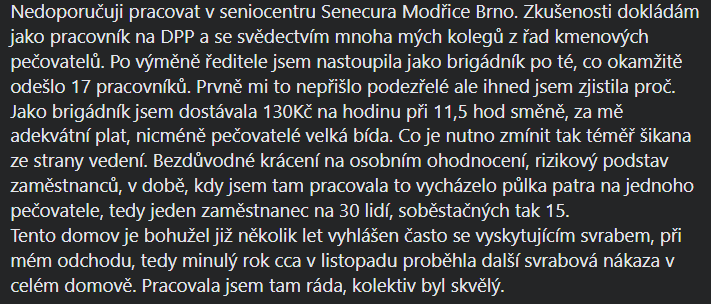 Nedoporučuji pracovat v seniocentru Senecura Modřice Brno. Zkušenosti dokládám
jako pracovník na DPP a se svědectvím mnoha mých kolegů z řad kmenových
pečovatelů. Po výměně ředitele jsem nastoupila jako brigádník po té, co okamžitě
odešlo 17 pracovníků. Prvně mi to nepřišlo podezřelé ale ihned jsem zjistila proč.
Jako brigádník jsem dostávala 130Kč na hodinu při 11,5 hod směně, za mě
adekvátní plat, nicméně pečovatelé velká bída. Co je nutno zmínit tak téměř šikana
ze strany vedení. Bezdůvodné krácení na osobním ohodnocení, rizikový podstav
zaměstnanců, v době, kdy jsem tam pracovala to vycházelo půlka patra na jednoho
pečovatele, tedy jeden zaměstnanec na 30 lidí, soběstačných tak 15.
Tento domov je bohužel již několik let vyhlášen často se vyskytujícím svrabem, při
mém odchodu, tedy minulý rok cca v listopadu proběhla další svrabová nákaza v
celém domově. Pracovala jsem tam ráda, kolektiv byl skvělý.